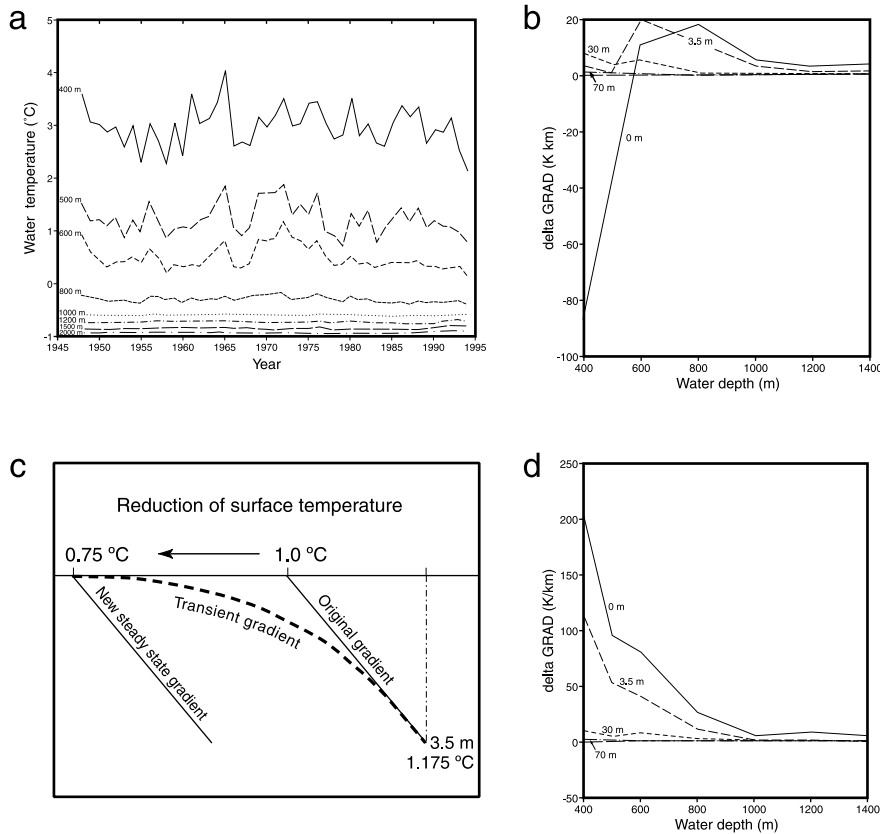 a
5
4
3
2
1
0
-1
Water temperature (°C)
400 m
500 m
600 m
800 m
1000 m
1200 m
1500 m
2000 m
1945 1950 1955 1960 1965 1970 1975 1980 1985 1990 1995
Year
b
20
0
-20
-40
-60
-80
-100
delta GRAD (K km)
30 m
3.5 m
70 m
0 m
400 600 800 1000 1200 1400
Water depth (m)
c
Reduction of surface temperature
0.75 ºC
1.0 ºC
New steady state gradient
Transient gradient
Original gradient
3.5 m
1.175 ºC
d
250
200
150
100
50
0
-50
delta GRAD (K/km)
0 m
3.5 m
30 m
70 m
400 600 800 1000 1200 1400
Water depth (m)